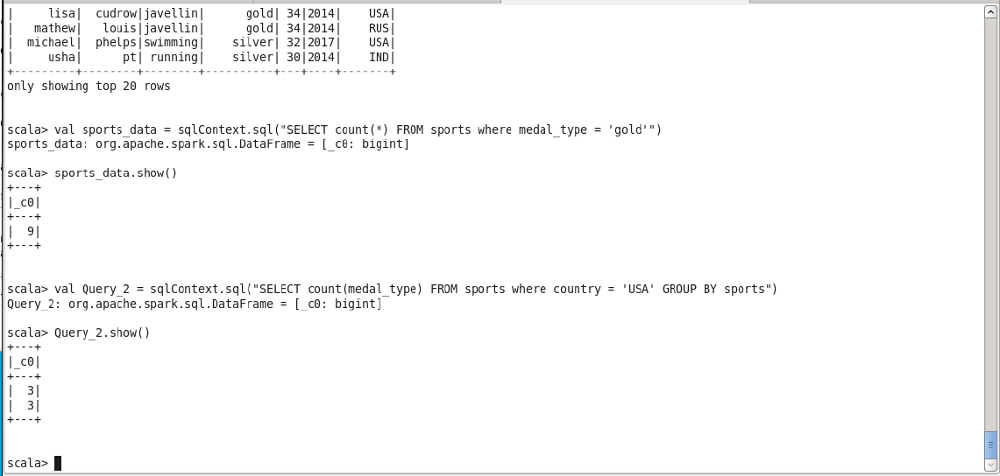 |     lisa|  cudrow|javellin|      gold| 34|2014|    USA|
|   mathew|   louis|javellin|      gold| 34|2014|    RUS|
|  michael|  phelps|swimming|    silver| 32|2017|    USA|
|     usha|      pt| running|    silver| 30|2014|    IND|
+---------+--------+--------+----------+---+----+-------+
only showing top 20 rows
scala> val sports_data = sqlContext.sql("SELECT count(*) FROM sports where medal_type = 'gold'")
sports_data: org.apache.spark.sql.DataFrame = [_c0: bigint]
scala> sports_data.show()
+---+
|_c0|
+---+
|  9|
+---+
scala> val Query_2 = sqlContext.sql("SELECT count(medal_type) FROM sports where country = 'USA' GROUP BY sports")
Query_2: org.apache.spark.sql.DataFrame = [_c0: bigint]
scala> Query_2.show()
+---+
|_c0|
+---+
|  3|
|  3|
+---+
scala>